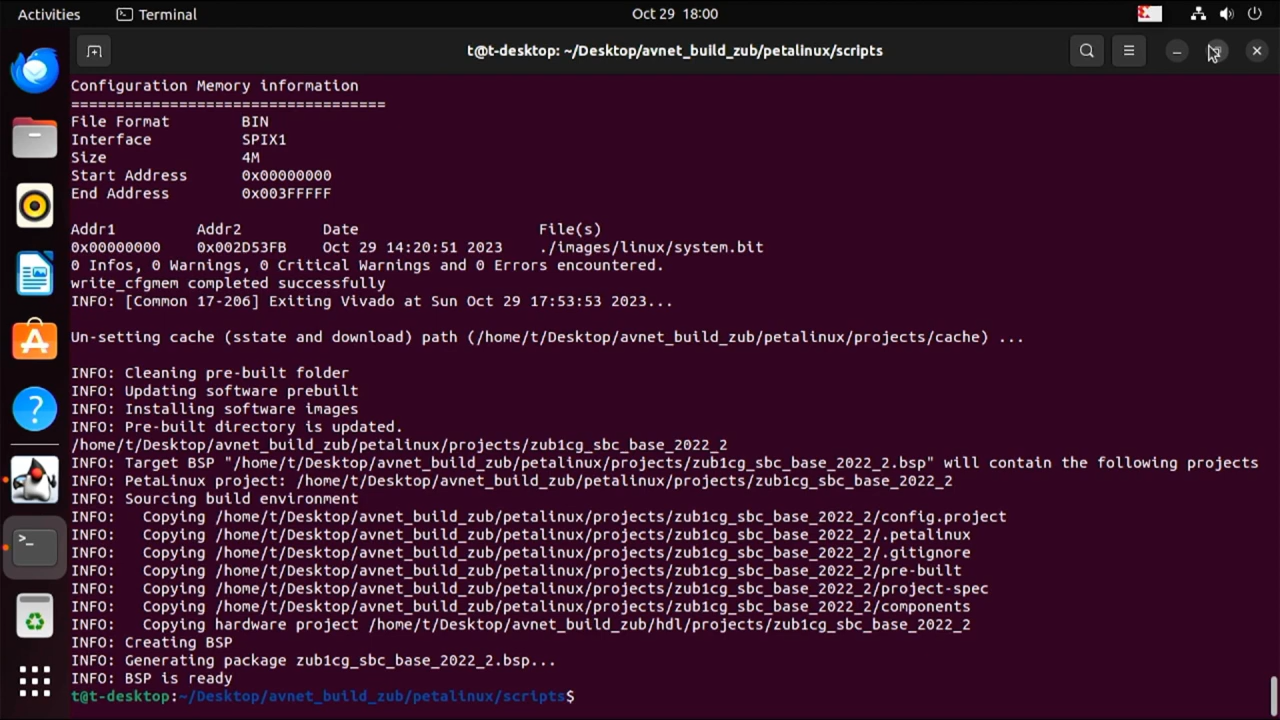 Activities
Terminal
Oct 29 18:00
t@t-desktop: ~/Desktop/avnet_build_zub/petalinux/scripts
Configuration Memory information
===================================
File Format        BIN
Interface          SPIX1
Size               4M
Start Address      0x00000000
End Address        0x003FFFFF
Addr1         Addr2         Date                    File(s)
0x00000000    0x002D53FB    Oct 29 14:20:51 2023    ./images/linux/system.bit
0 Infos, 0 Warnings, 0 Critical Warnings and 0 Errors encountered.
write_cfgmem completed successfully
INFO: [Common 17-206] Exiting Vivado at Sun Oct 29 17:53:53 2023...
Un-setting cache (sstate and download) path (/home/t/Desktop/avnet_build_zub/petalinux/projects/cache) ...
INFO: Cleaning pre-built folder
INFO: Updating software prebuilt
INFO: Installing software images
INFO: Pre-built directory is updated.
/home/t/Desktop/avnet_build_zub/petalinux/projects/zub1cg_sbc_base_2022_2
INFO: Target BSP "/home/t/Desktop/avnet_build_zub/petalinux/projects/zub1cg_sbc_base_2022_2.bsp" will contain the following projects
INFO: PetaLinux project: /home/t/Desktop/avnet_build_zub/petalinux/projects/zub1cg_sbc_base_2022_2
INFO: Sourcing build environment
INFO:   Copying /home/t/Desktop/avnet_build_zub/petalinux/projects/zub1cg_sbc_base_2022_2/config.project
INFO:   Copying /home/t/Desktop/avnet_build_zub/petalinux/projects/zub1cg_sbc_base_2022_2/.petalinux
INFO:   Copying /home/t/Desktop/avnet_build_zub/petalinux/projects/zub1cg_sbc_base_2022_2/.gitignore
INFO:   Copying /home/t/Desktop/avnet_build_zub/petalinux/projects/zub1cg_sbc_base_2022_2/pre-built
INFO:   Copying /home/t/Desktop/avnet_build_zub/petalinux/projects/zub1cg_sbc_base_2022_2/project-spec
INFO:   Copying /home/t/Desktop/avnet_build_zub/petalinux/projects/zub1cg_sbc_base_2022_2/components
INFO:   Copying hardware project /home/t/Desktop/avnet_build_zub/hdl/projects/zub1cg_sbc_base_2022_2
INFO: Creating BSP
INFO: Generating package zub1cg_sbc_base_2022_2.bsp...
INFO: BSP is ready
t@t-desktop:~/Desktop/avnet_build_zub/petalinux/scripts$